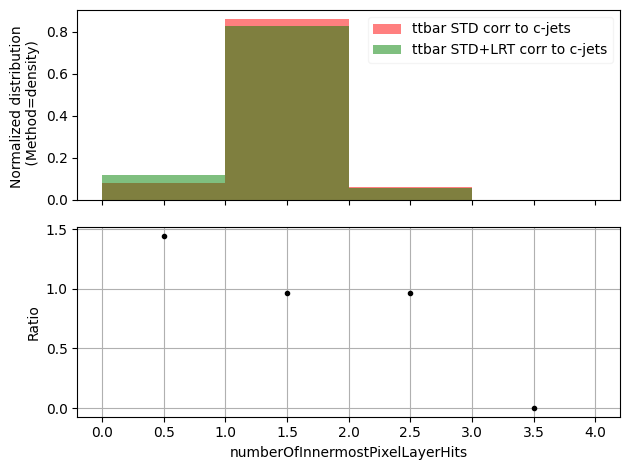 Normalized distribution
(Method=density)
0.8
0.6
0.4
0.2
0.0
ttbar STD corr to c-jets
ttbar STD+LRT corr to c-jets
Ratio
1.5
1.0
0.5
0.0
0.0 0.5 1.0 1.5 2.0 2.5 3.0 3.5 4.0
numberOfInnermostPixelLayerHits